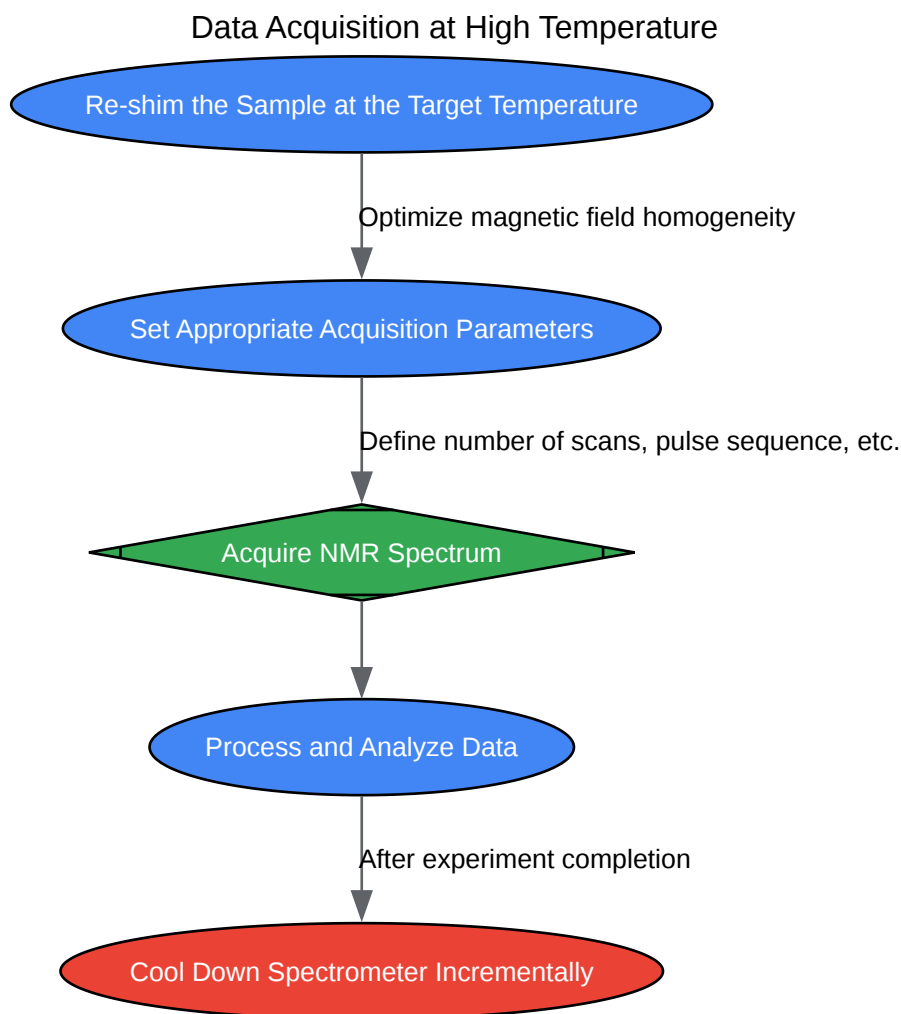 Data Acquisition at High Temperature
Re-shim the Sample at the Target Temperature
Optimize magnetic field homogeneity
Set Appropriate Acquisition Parameters
Define number of scans, pulse sequence, etc.
Acquire NMR Spectrum
Process and Analyze Data
After experiment completion
Cool Down Spectrometer Incrementally